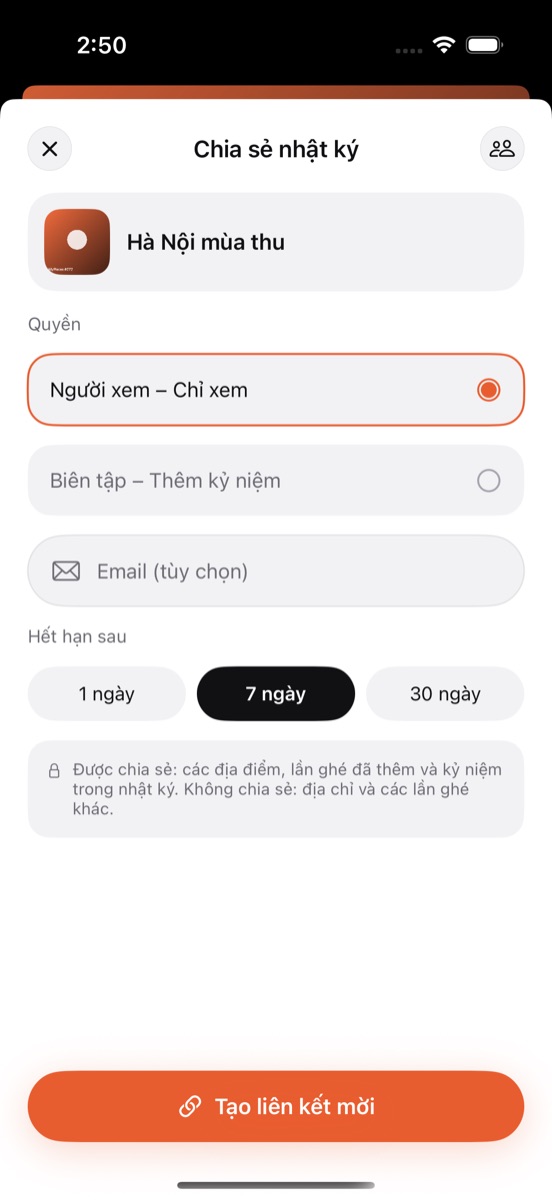 2:50
Chia sẻ nhật ký
Hà Nội mùa thu
Quyền
Người xem – Chỉ xem
Biên tập – Thêm kỷ niệm
Email (tùy chọn)
Hết hạn sau
1 ngày
7 ngày
30 ngày
Được chia sẻ: các địa điểm, lần ghé đã thêm và kỷ niệm
trong nhật ký. Không chia sẻ: địa chỉ và các lần ghé
khác.
Tạo liên kết mời